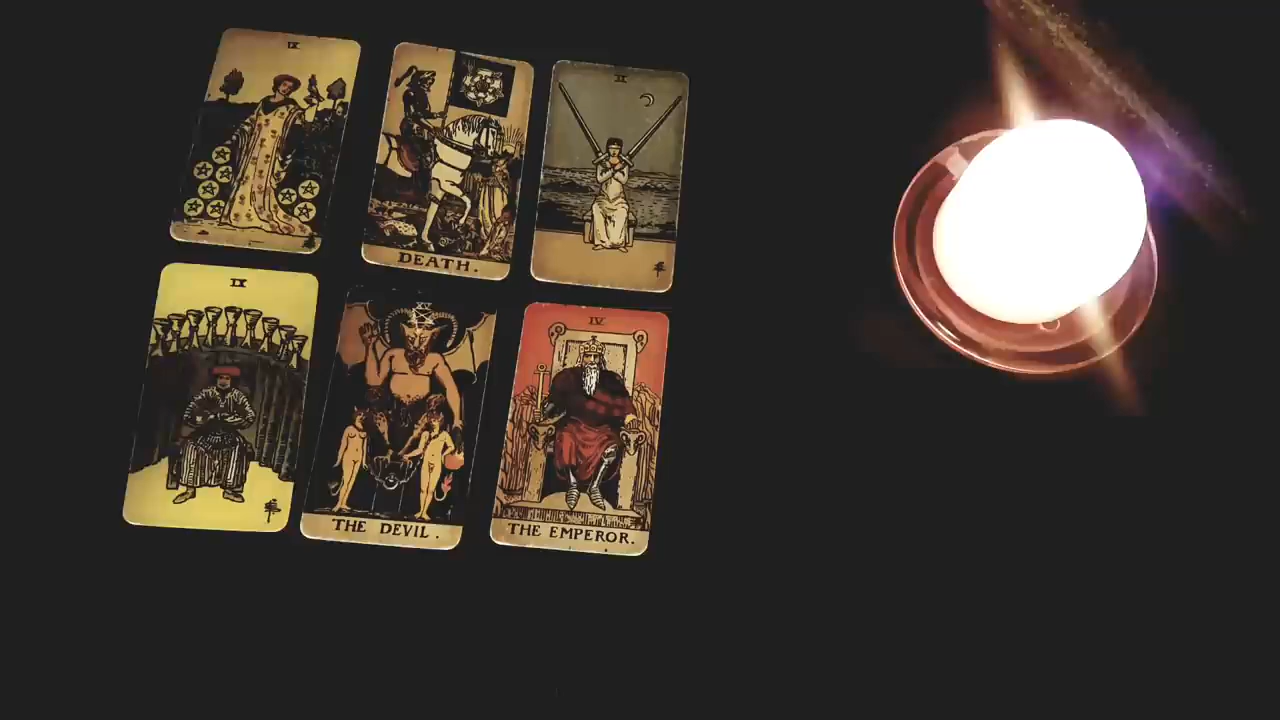 IX
DEATH.
II
IX
XV
THE DEVIL.
IV
THE EMPEROR.